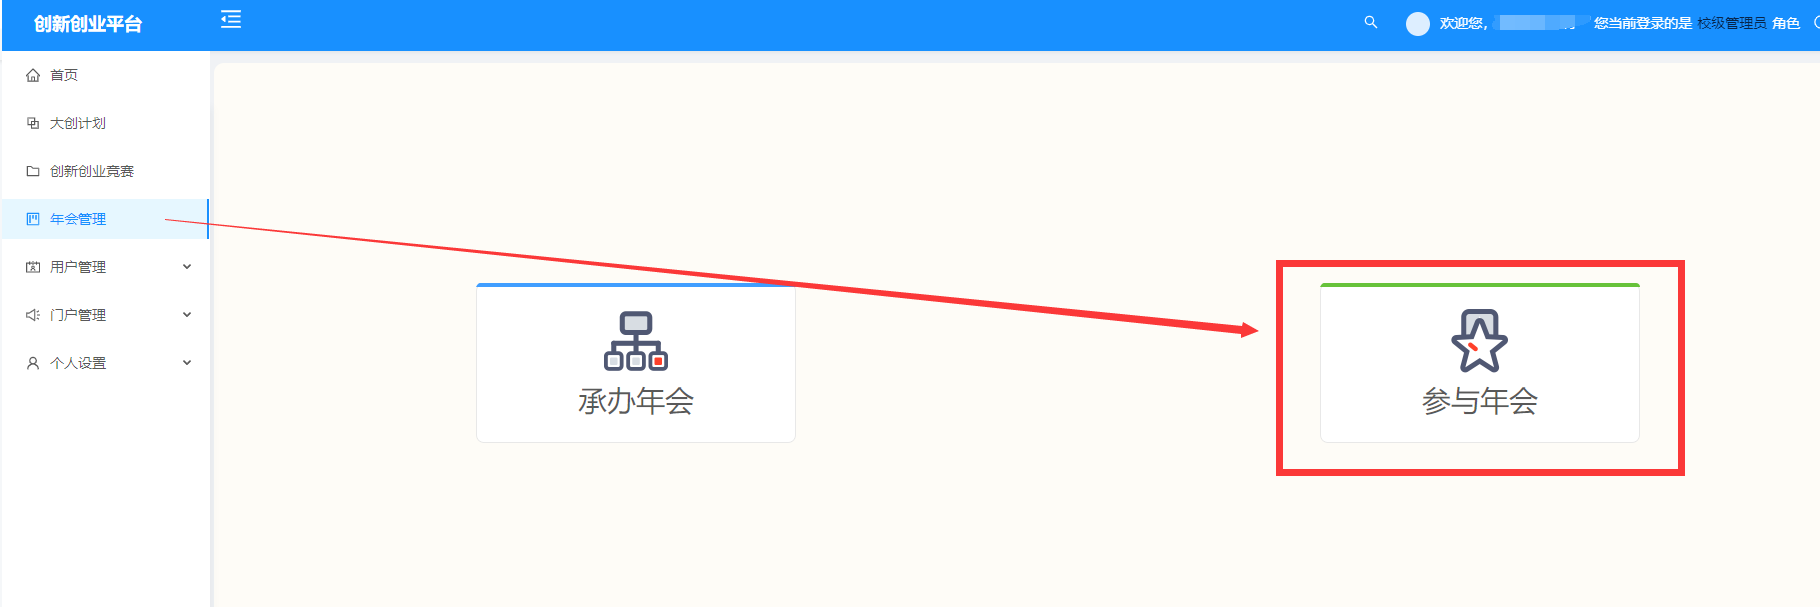 创新创业平台
欢迎您, 您当前登录的是 校级管理员 角色
首页
大创计划
创新创业竞赛
年会管理
用户管理
门户管理
个人设置
承办年会
参与年会